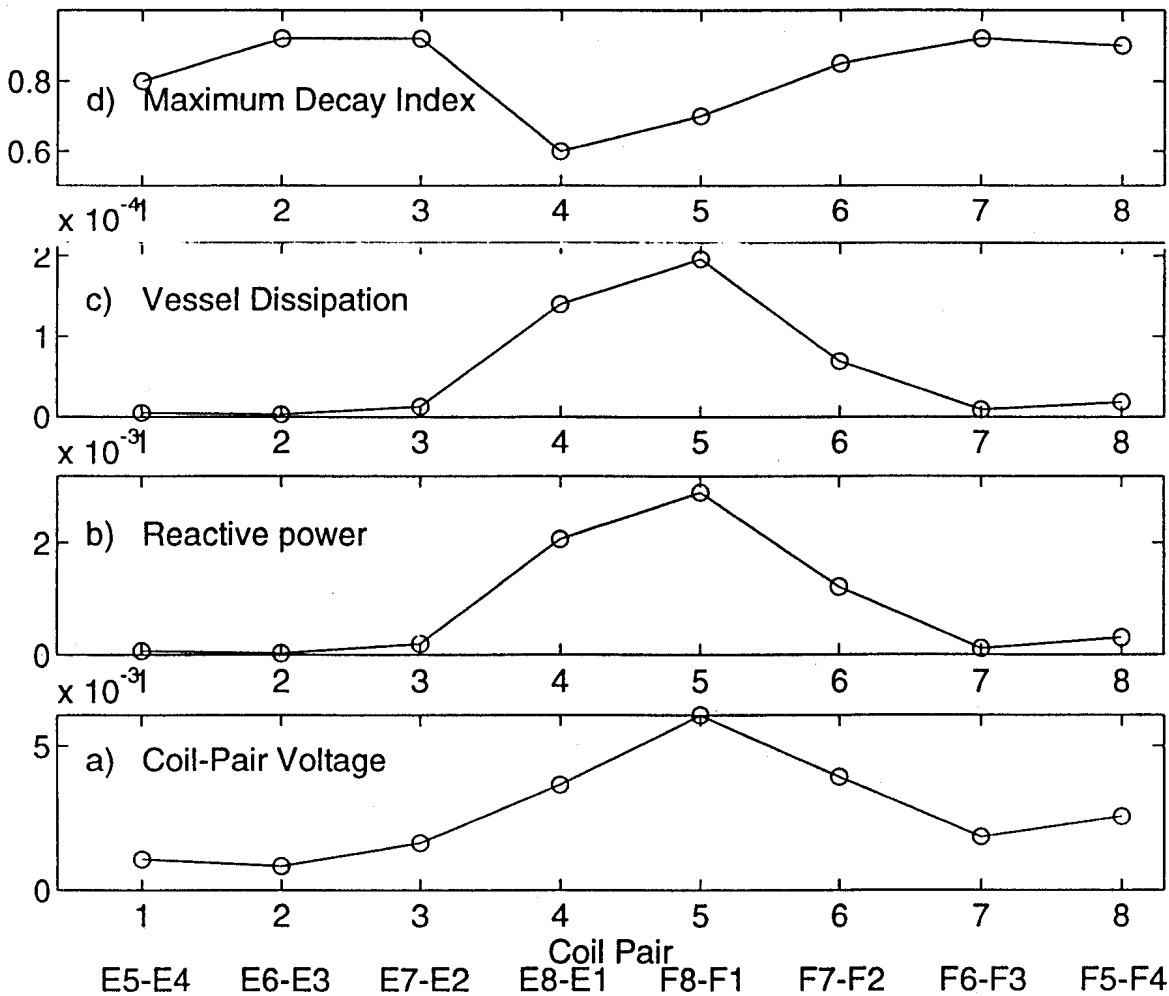 0.8
d) Maximum Decay Index
0.6
x 10⁻⁴
1 2 3 4 5 6 7 8
2
c) Vessel Dissipation
1
0
x 10⁻³
1 2 3 4 5 6 7 8
b) Reactive power
2
0
x 10⁻³
1 2 3 4 5 6 7 8
5
a) Coil-Pair Voltage
0
1 2 3 4 5 6 7 8
Coil Pair
E5-E4 E6-E3 E7-E2 E8-E1 F8-F1 F7-F2 F6-F3 F5-F4